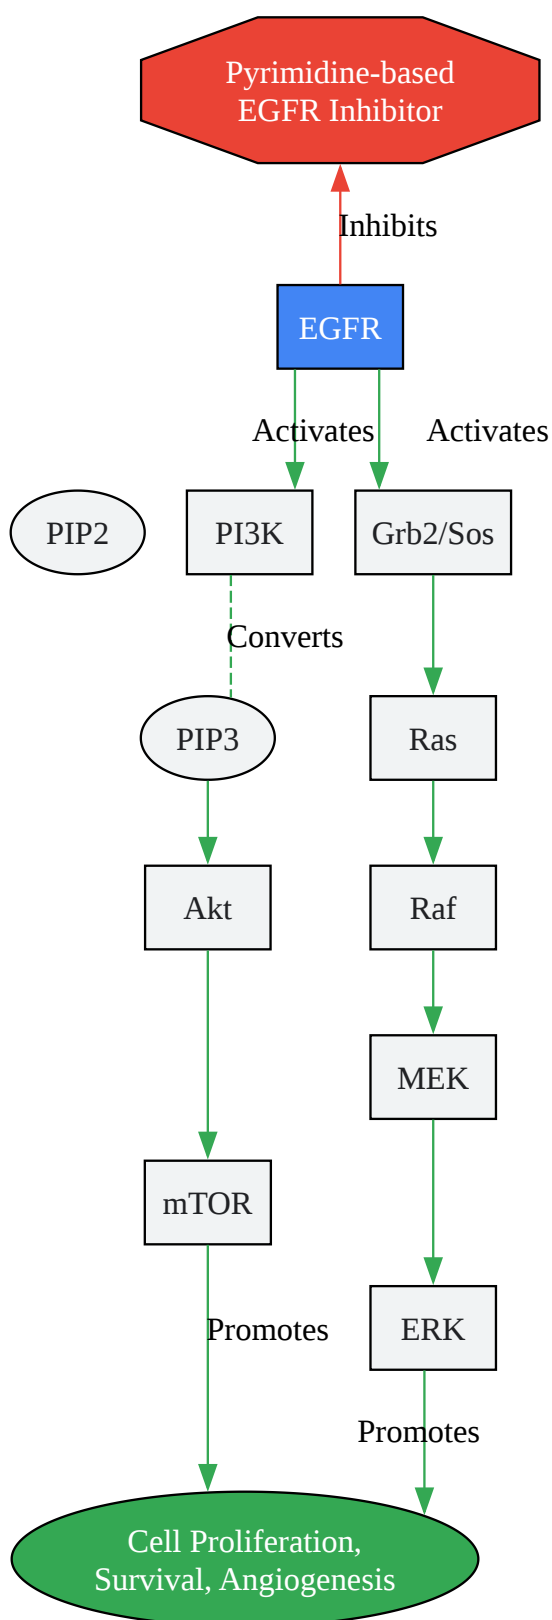 Pyrimidine-based
EGFR Inhibitor
Inhibits
EGFR
Activates
Activates
PIP2
PI3K
Grb2/Sos
Converts
PIP3
Ras
Akt
Raf
MEK
mTOR
ERK
Promotes
Promotes
Cell Proliferation,
Survival, Angiogenesis